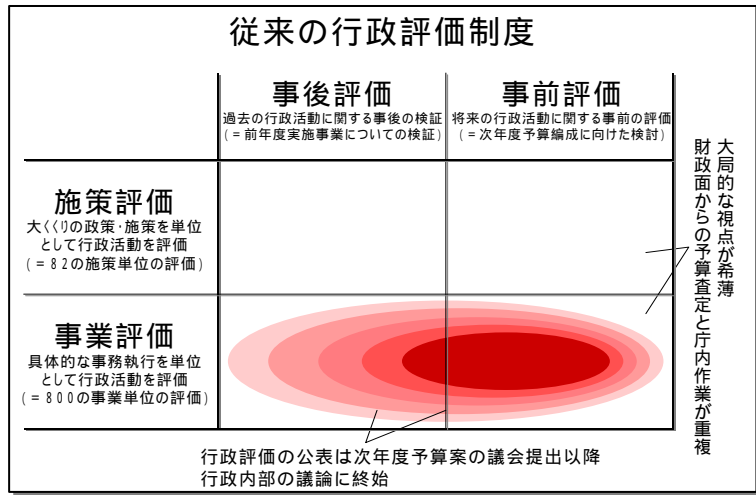 従来の行政評価制度
事後評価
過去の行政活動に関する事後の検証
(=前年度実施事業についての検証)
事前評価
将来の行政活動に関する事前の評価
(=次年度予算編成に向けた検討)
施策評価
大くくりの政策・施策を単位
として行政活動を評価
(=82の施策単位の評価)
事業評価
具体的な事務執行を単位
として行政活動を評価
(=800の事業単位の評価)
大局的な視点が希薄
財政面からの予算査定と庁内作業が重複
行政評価の公表は次年度予算案の議会提出以降
行政内部の議論に終始